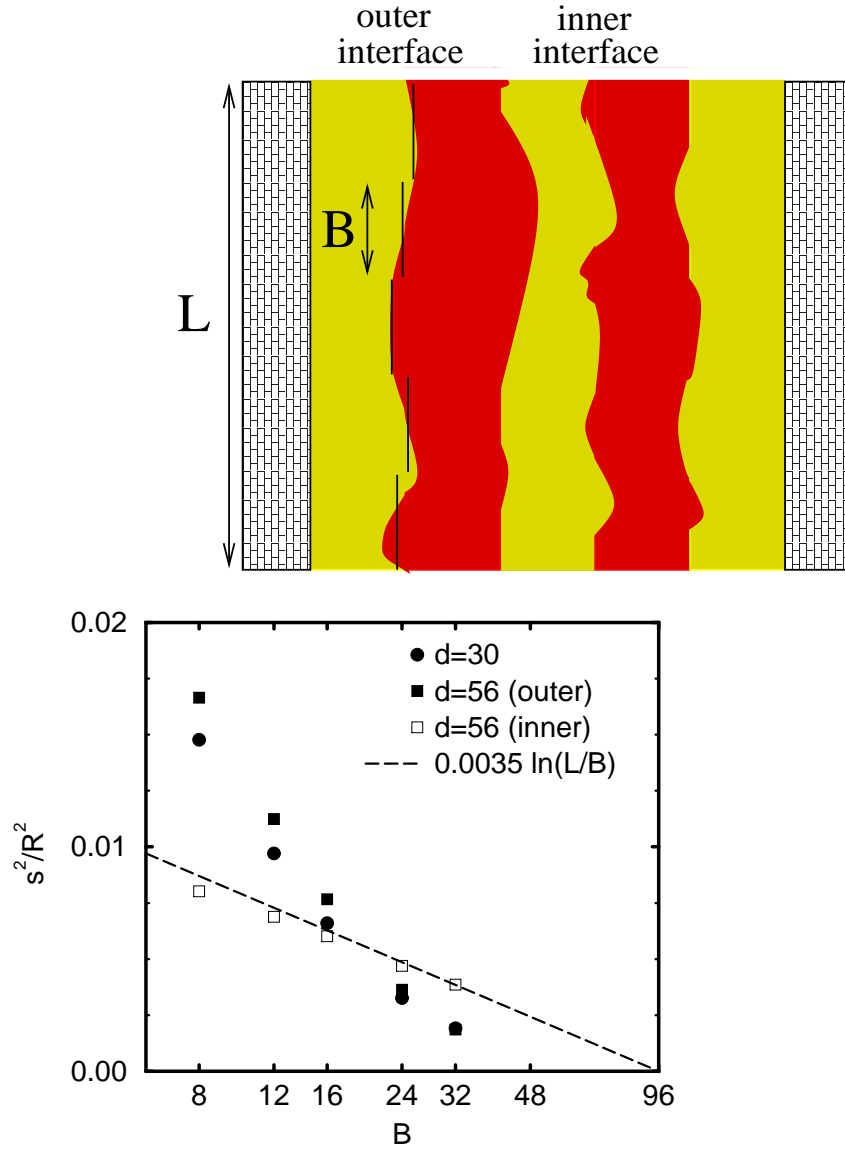 outer
interface
inner
interface
B
L
0.02
0.01
0.00
s²/R²
d=30
d=56 (outer)
d=56 (inner)
0.0035 ln(L/B)
8 12 16 24 32 48 96
B